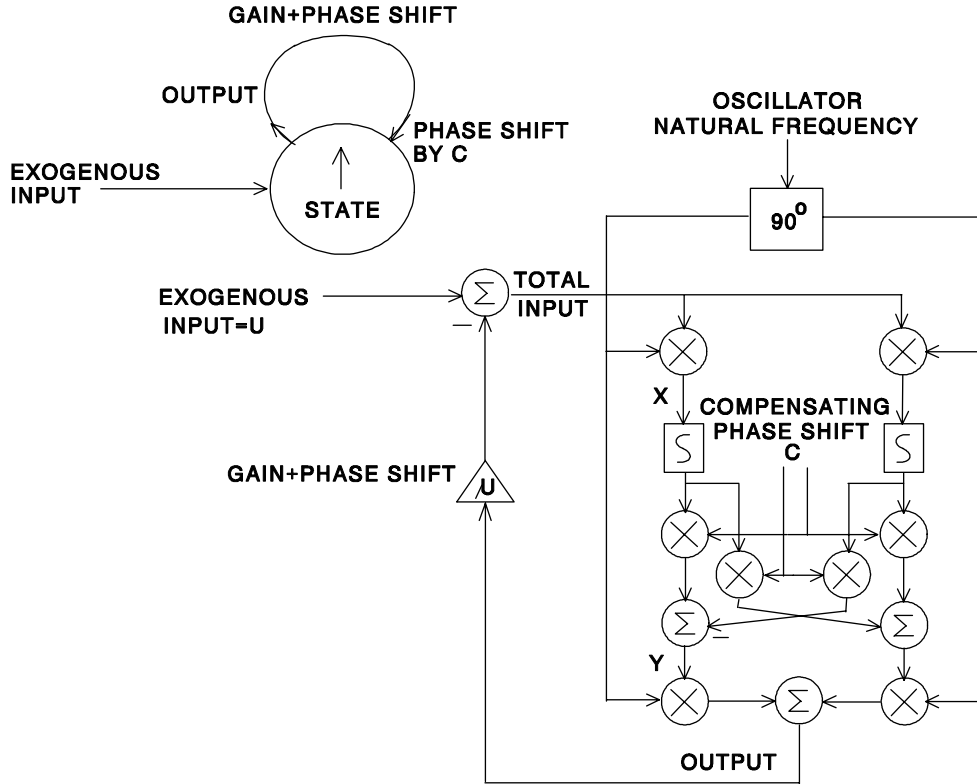 GAIN+PHASE SHIFT
OUTPUT
PHASE SHIFT
BY C
EXOGENOUS
INPUT
STATE
OSCILLATOR
NATURAL FREQUENCY
90°
EXOGENOUS
INPUT=U
Σ
TOTAL
INPUT
X
COMPENSATING
PHASE SHIFT
C
GAIN+PHASE SHIFT
U
Σ
Σ
Y
Σ
OUTPUT